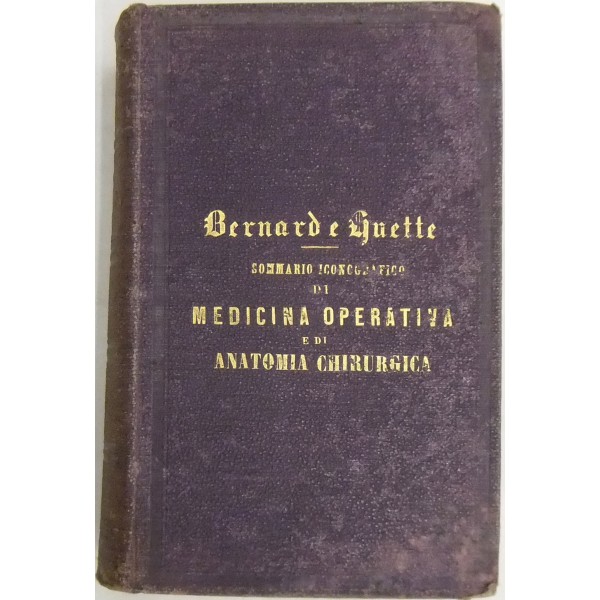 Bernard e Huette
SOMMARIO ICONOGRAFICO
DI
MEDICINA OPERATIVA
E DI
ANATOMIA CHIRURGICA